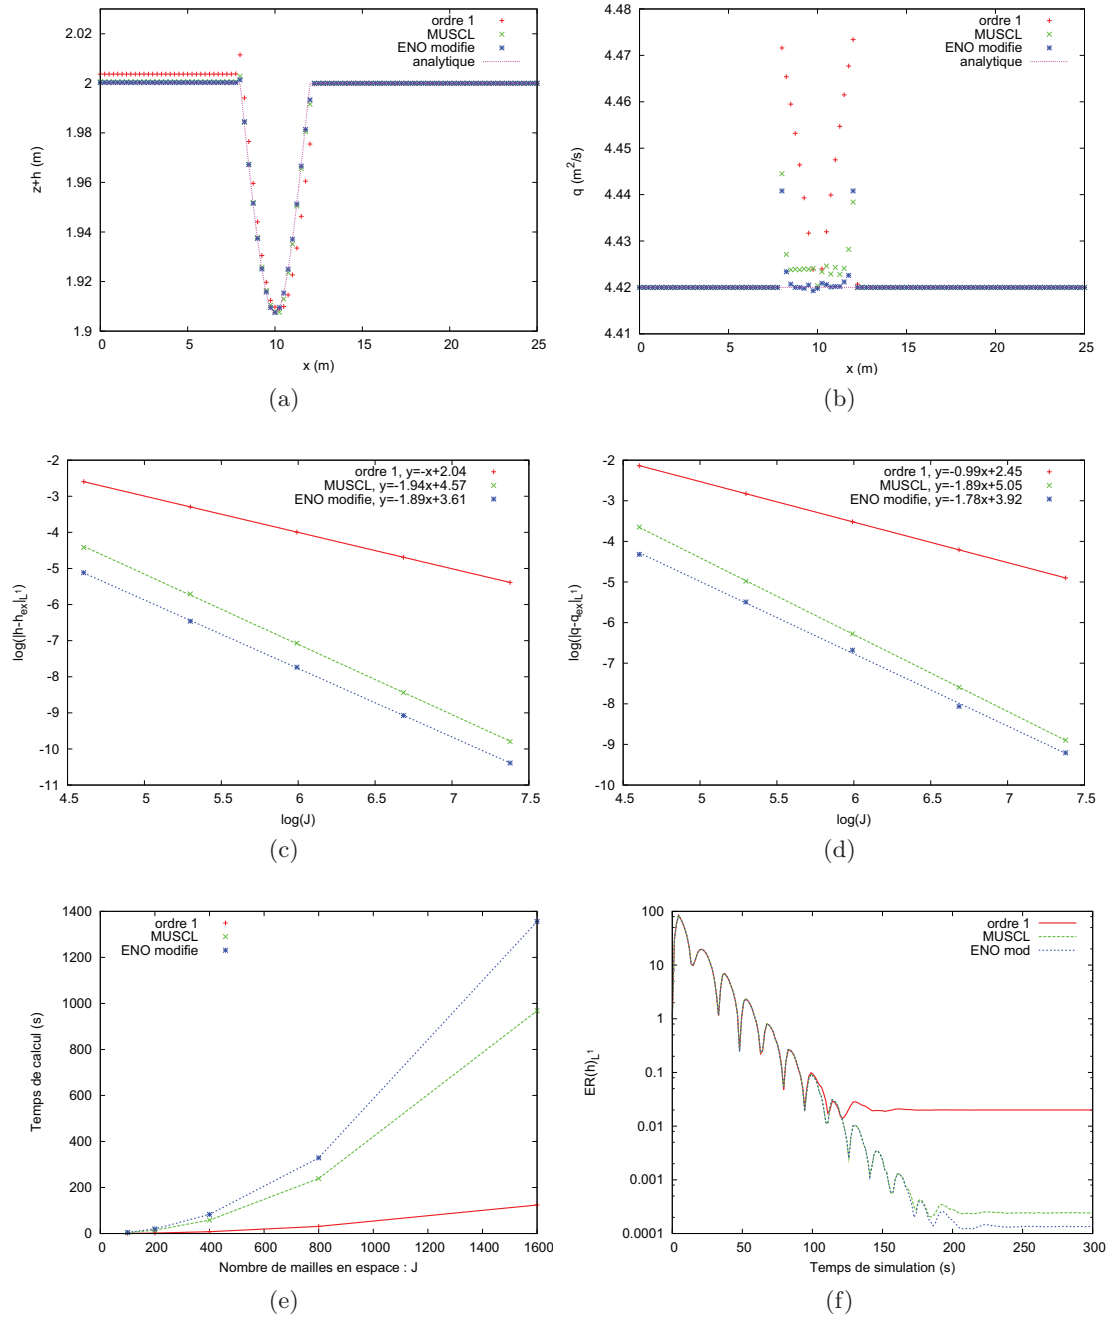 ordre 1
MUSCL
ENO modifie
analytique
2.02
2
1.98
1.96
1.94
1.92
1.9
z+h (m)
0 5 10 15 20 25
x (m)
(a)
ordre 1
MUSCL
ENO modifie
analytique
4.48
4.47
4.46
4.45
4.44
4.43
4.42
4.41
q (m²/s)
0 5 10 15 20 25
x (m)
(b)
ordre 1, y=-x+2.04
MUSCL, y=-1.94x+4.57
ENO modifie, y=-1.89x+3.61
-2
-3
-4
-5
-6
-7
-8
-9
-10
-11
log(|h-h_ex|_L¹)
4.5 5 5.5 6 6.5 7 7.5
log(J)
(c)
ordre 1, y=-0.99x+2.45
MUSCL, y=-1.89x+5.05
ENO modifie, y=-1.78x+3.92
-2
-3
-4
-5
-6
-7
-8
-9
-10
log(|q-q_ex|_L¹)
4.5 5 5.5 6 6.5 7 7.5
log(J)
(d)
ordre 1
MUSCL
ENO modifie
1400
1200
1000
800
600
400
200
0
Temps de calcul (s)
0 200 400 600 800 1000 1200 1400 1600
Nombre de mailles en espace : J
(e)
ordre 1
MUSCL
ENO mod
100
10
1
0.1
0.01
0.001
0.0001
ER(h)_L¹
0 50 100 150 200 250 300
Temps de simulation (s)
(f)